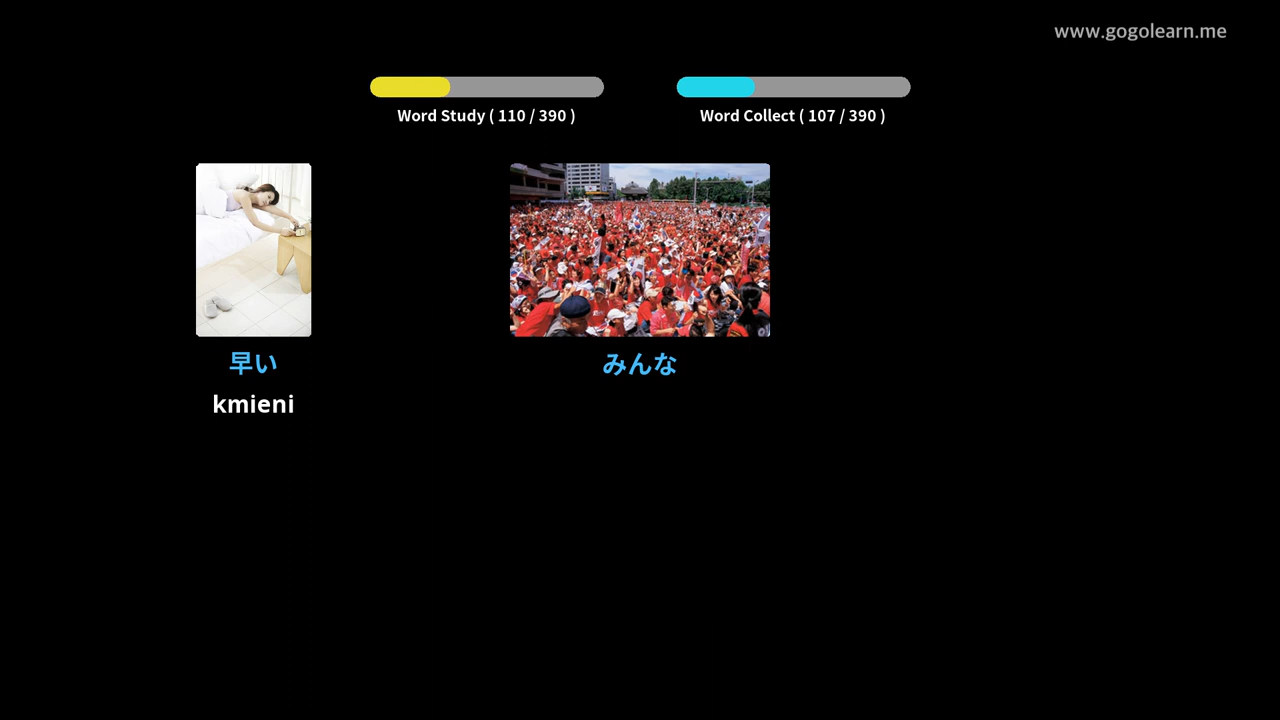 www.gogolearn.me
Word Study ( 110 / 390 )
Word Collect ( 107 / 390 )
早い
みんな
kmieni